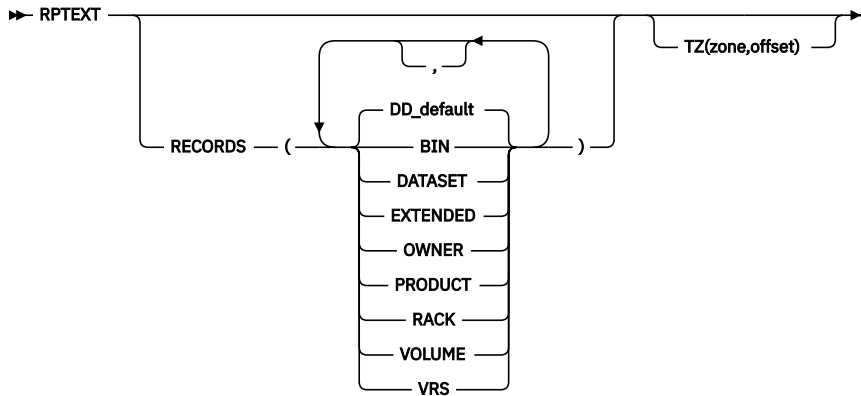 RPTEXT
TZ(zone,offset)
,
DD_default
RECORDS ( BIN )
DATASET
EXTENDED
OWNER
PRODUCT
RACK
VOLUME
VRS